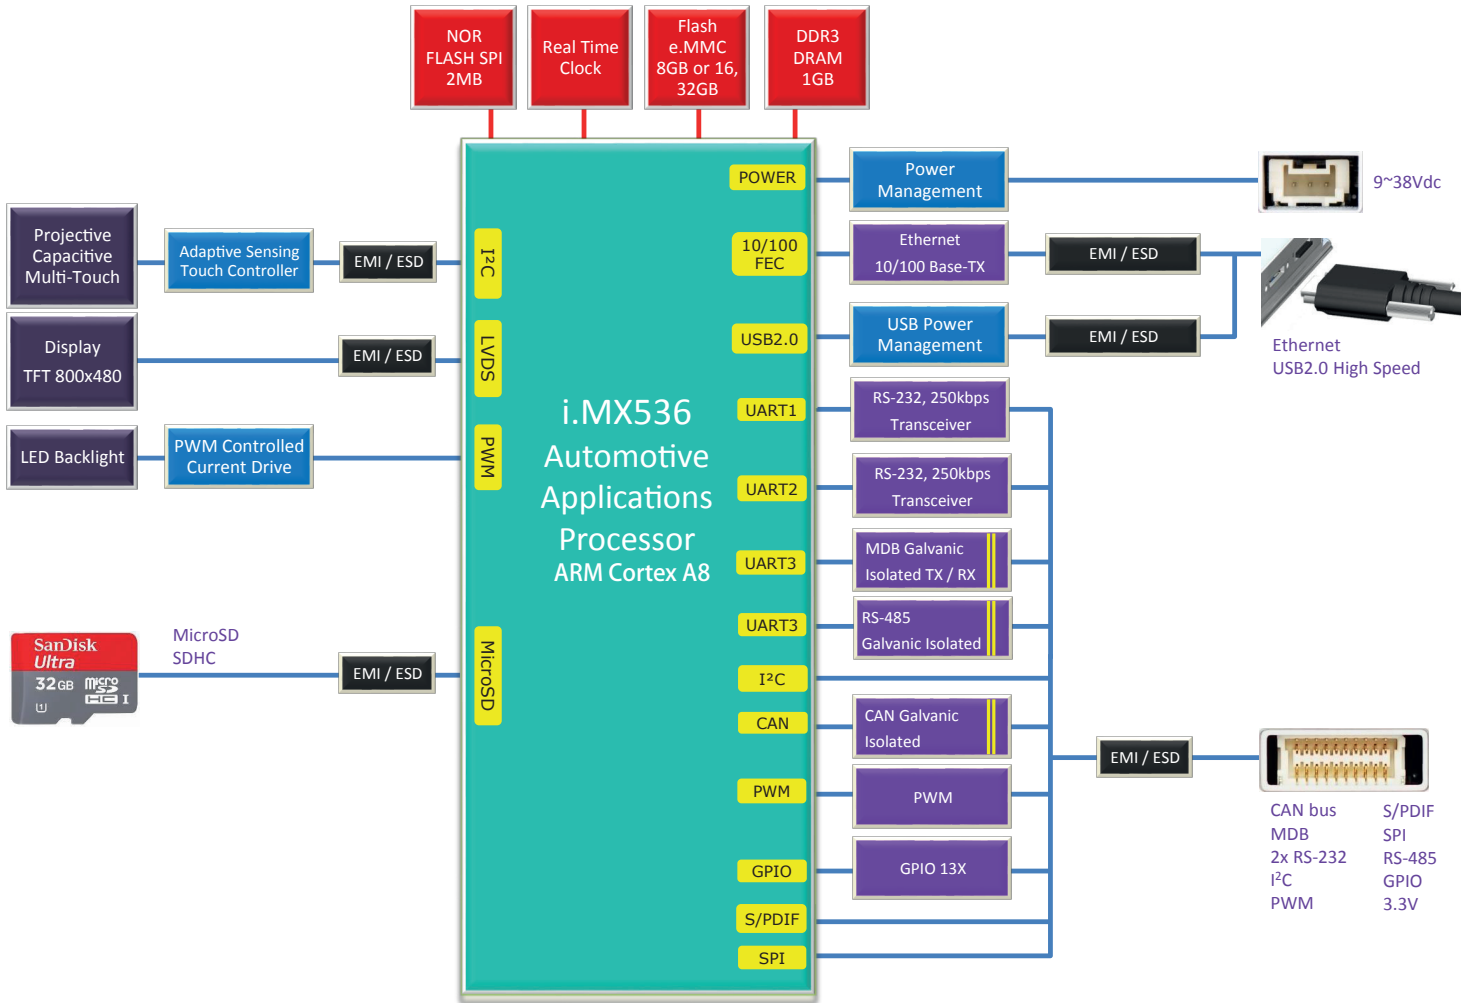 NOR
FLASH SPI
2MB
Real Time
Clock
Flash
e.MMC
8GB or 16,
32GB
DDR3
DRAM
1GB
Projective
Capacitive
Multi-Touch
Adaptive Sensing
Touch Controller
EMI / ESD
I²C
Display
TFT 800x480
EMI / ESD
LVDS
LED Backlight
PWM Controlled
Current Drive
PWM
SanDisk
Ultra
32GB
micro
SD
HC I
1
MicroSD
SDHC
EMI / ESD
MicroSD
i.MX536
Automotive
Applications
Processor
ARM Cortex A8
POWER
Power
Management
9~38Vdc
10/100
FEC
Ethernet
10/100 Base-TX
EMI / ESD
USB2.0
USB Power
Management
EMI / ESD
Ethernet
USB2.0 High Speed
UART1
RS-232, 250kbps
Transceiver
UART2
RS-232, 250kbps
Transceiver
UART3
MDB Galvanic
Isolated TX / RX
UART3
RS-485
Galvanic Isolated
I²C
CAN
CAN Galvanic
Isolated
PWM
PWM
GPIO
GPIO 13X
S/PDIF
SPI
EMI / ESD
CAN bus
MDB
2x RS-232
I²C
PWM
S/PDIF
SPI
RS-485
GPIO
3.3V